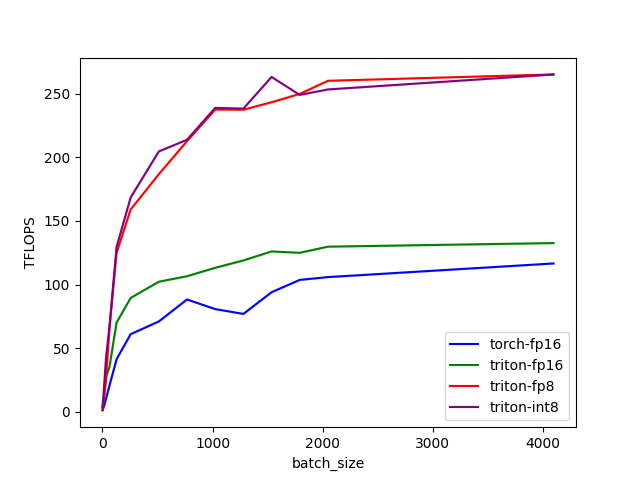 250
200
150
100
50
0
TFLOPS
torch-fp16
triton-fp16
triton-fp8
triton-int8
0 1000 2000 3000 4000
batch_size